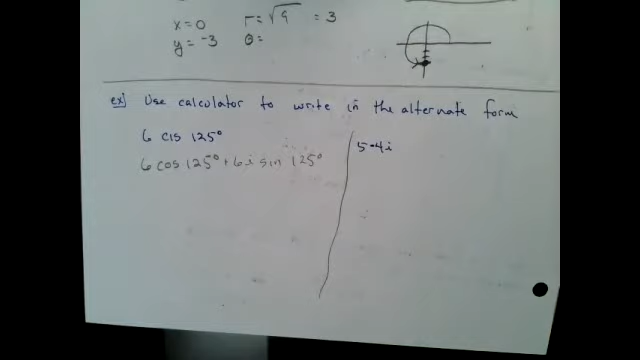 x = 0 r = √9 = 3
y = -3 θ =
ex) Use calculator to write in the alternate form
6 cis 125°
6 cos 125° + 6 i sin 125°
5-4i